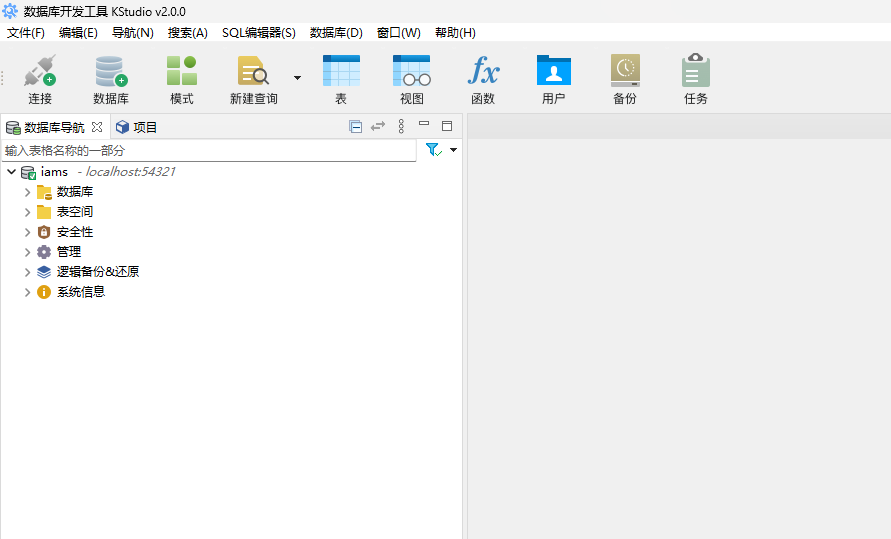 数据库开发工具 KStudio v2.0.0
文件(F) 编辑(E) 导航(N) 搜索(A) SQL编辑器(S) 数据库(D) 窗口(W) 帮助(H)
连接 数据库 模式 新建查询 表 视图 函数 用户 备份 任务
数据库导航 项目
输入表格名称的一部分
iams - localhost:54321
数据库
表空间
安全性
管理
逻辑备份&还原
系统信息